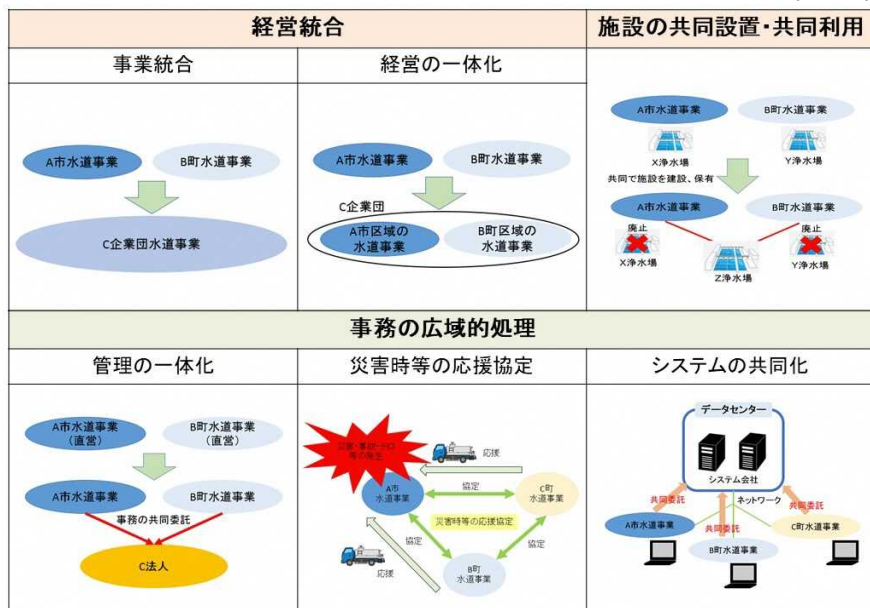 経営統合
施設の共同設置・共同利用
事業統合
経営の一体化
A市水道事業
B町水道事業
C企業団水道事業
A市水道事業
B町水道事業
C企業団
A市区域の
水道事業
B町区域の
水道事業
A市水道事業
B町水道事業
X浄水場
Y浄水場
共同で施設を建設、保有
A市水道事業
B町水道事業
廃止
廃止
X浄水場
Z浄水場
Y浄水場
事務の広域的処理
管理の一体化
災害時等の応援協定
システムの共同化
A市水道事業
(直営)
B町水道事業
(直営)
A市水道事業
B町水道事業
事務の共同委託
C法人
等の発生
応援
A市
水道事業
協定
C町
水道事業
災害時等の応援協定
協定
協定
応援
B町
水道事業
データセンター
システム会社
ネットワーク
共同委託
共同委託
共同委託
A市水道事業
B町水道事業
C町水道事業